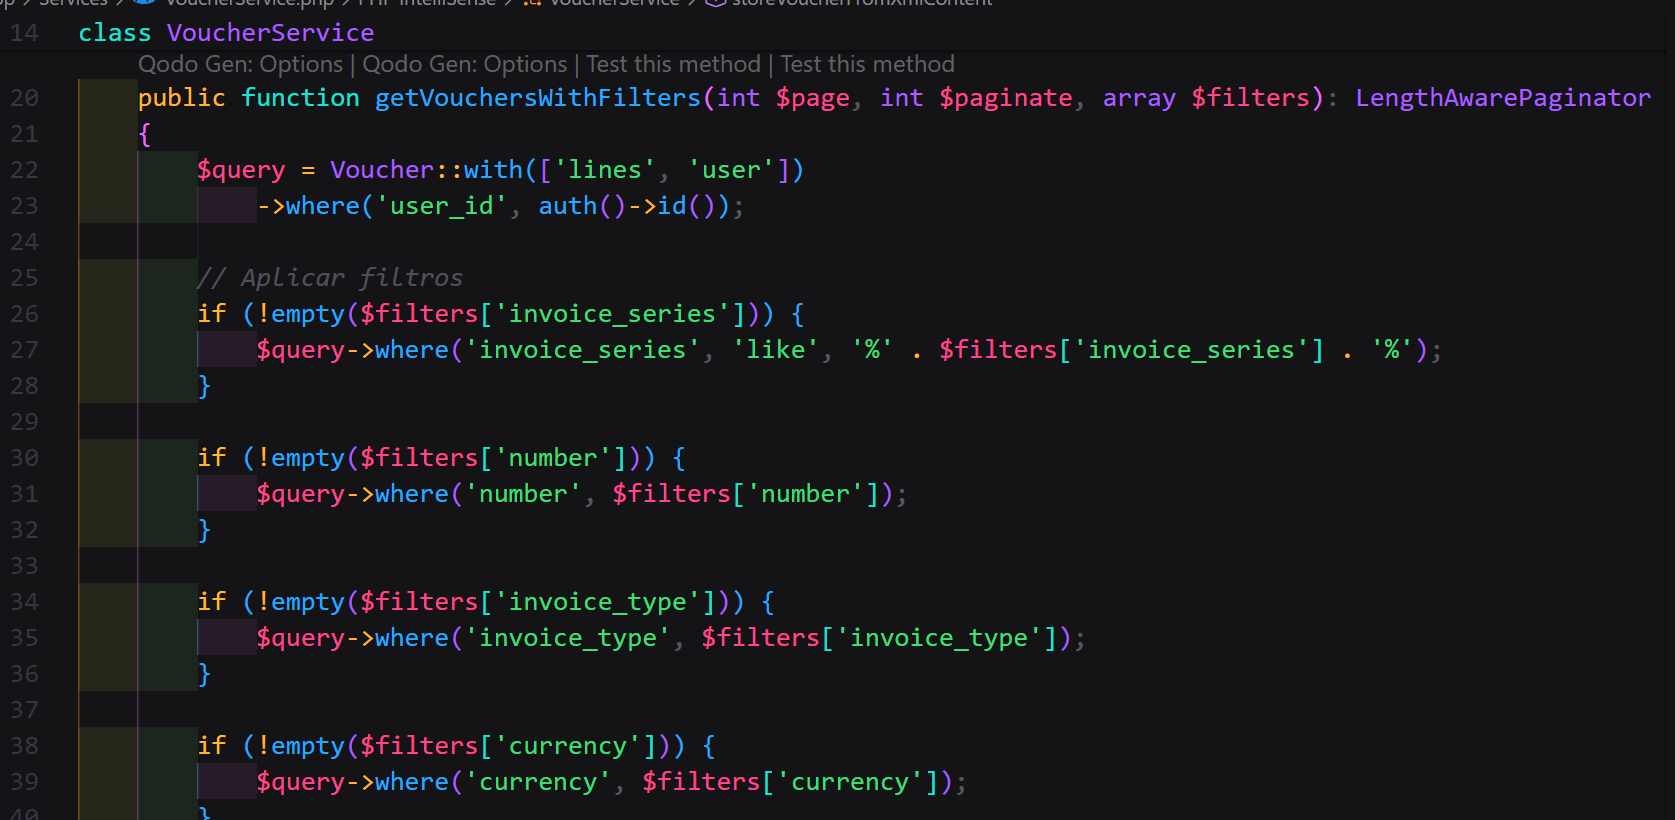 Services > VoucherService.php > PHP IntelliSense > VoucherService > storeVoucherFromXmlContent
14 class VoucherService
Qodo Gen: Options | Qodo Gen: Options | Test this method | Test this method
20 public function getVouchersWithFilters(int $page, int $paginate, array $filters): LengthAwarePaginator
21 {
22 $query = Voucher::with(['lines', 'user'])
23 ->where('user_id', auth()->id());
24
25 // Aplicar filtros
26 if (!empty($filters['invoice_series'])) {
27 $query->where('invoice_series', 'like', '%' . $filters['invoice_series'] . '%');
28 }
29
30 if (!empty($filters['number'])) {
31 $query->where('number', $filters['number']);
32 }
33
34 if (!empty($filters['invoice_type'])) {
35 $query->where('invoice_type', $filters['invoice_type']);
36 }
37
38 if (!empty($filters['currency'])) {
39 $query->where('currency', $filters['currency']);
40 }